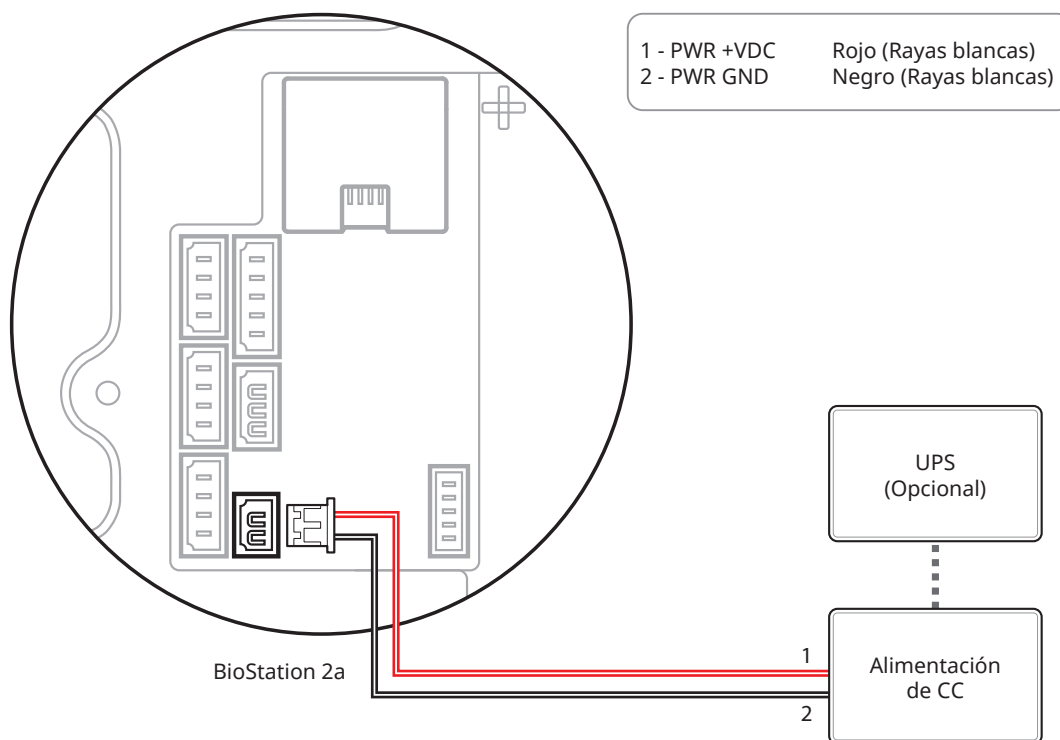 1 - PWR +VDC Rojo (Rayas blancas)
2 - PWR GND Negro (Rayas blancas)
UPS
(Opcional)
BioStation 2a
1
2
Alimentación
de CC